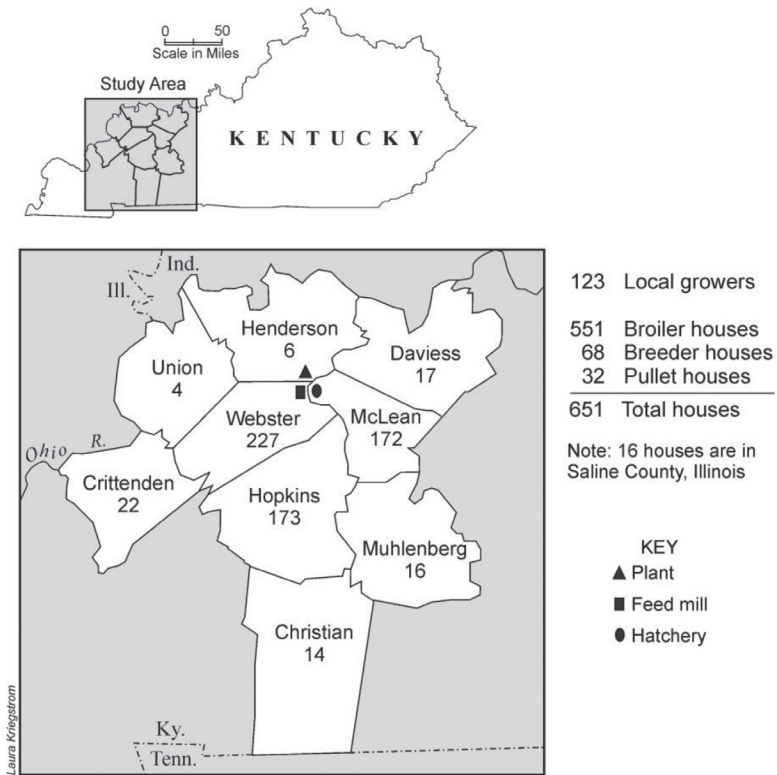 0 50
Scale in Miles
Study Area
KENTUCKY
Ind.
Ill.
Henderson
6
Daviess
17
Union
4
Webster
227
McLean
172
Ohio R.
Crittenden
22
Hopkins
173
Muhlenberg
16
Christian
14
Ky.
Tenn.
Laura Kriegstrom
123 Local growers
551 Broiler houses
68 Breeder houses
32 Pullet houses
651 Total houses
Note: 16 houses are in
Saline County, Illinois
KEY
Plant
Feed mill
Hatchery